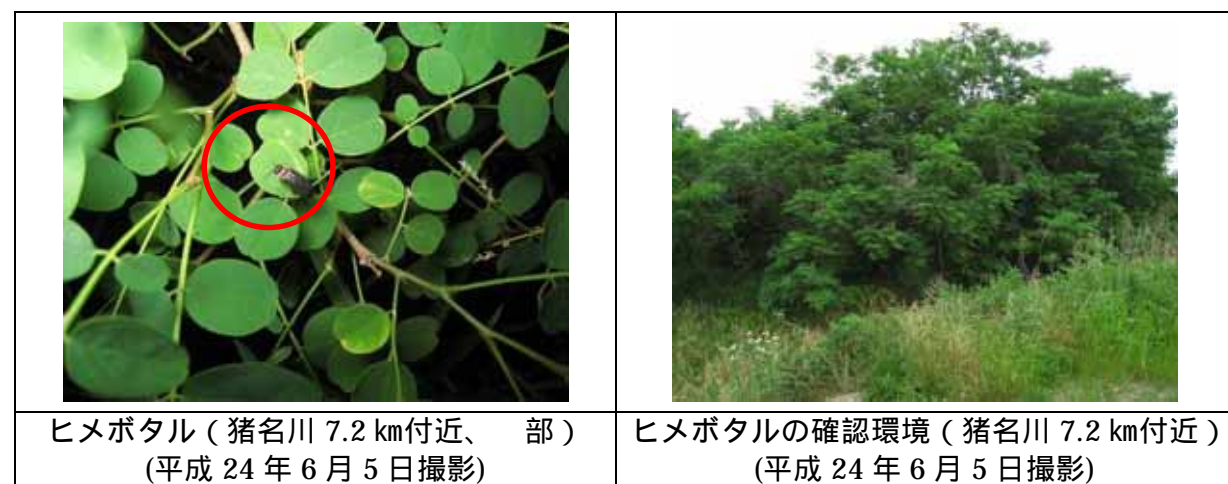 ヒメボタル（猪名川 7.2 ㎞付近、　部）
(平成 24 年 6 月 5 日撮影)
ヒメボタルの確認環境（猪名川 7.2 ㎞付近）
(平成 24 年 6 月 5 日撮影)